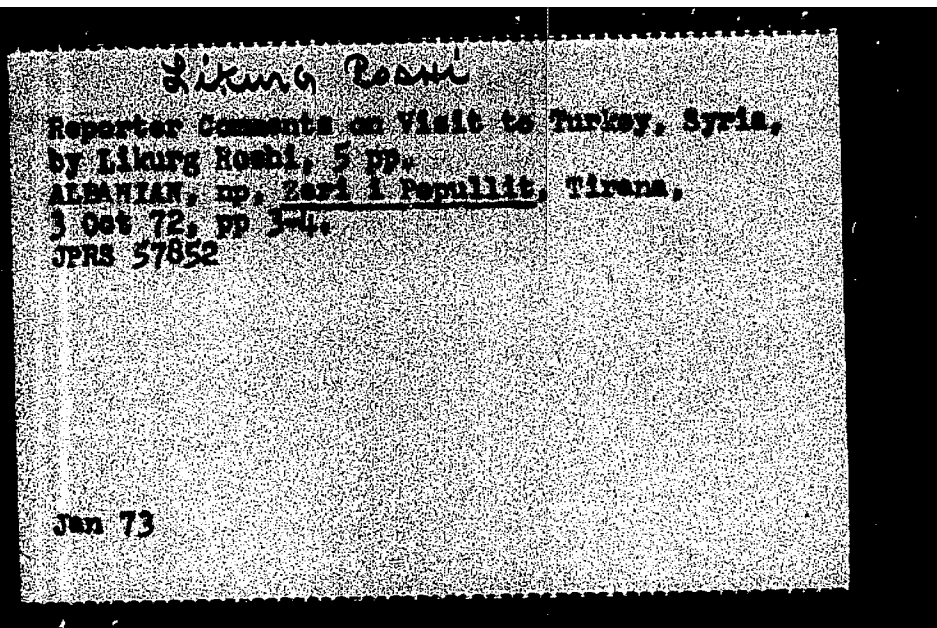 Likurg Roshi
Reporter Comments on Visit to Turkey, Syria,
by Likurg Roshi, 5 pp.
ALBANIAN, np, Zari i Popullit, Tirana,
3 Oct 72, pp 3-4.
JPRS 57852
Jan 73